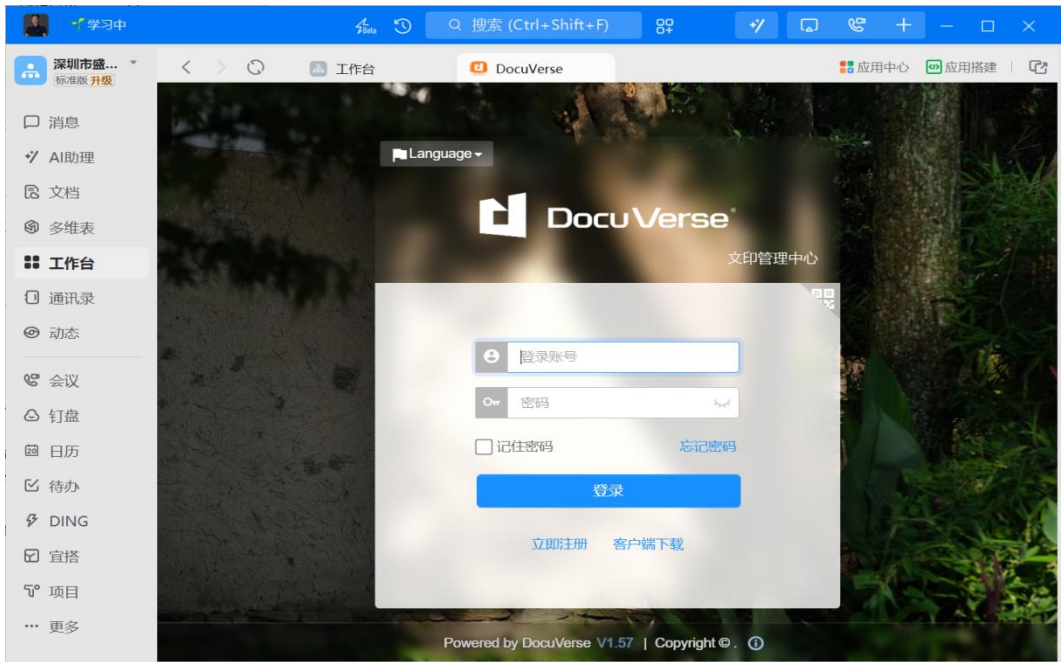 学习中
Beta
搜索 (Ctrl+Shift+F)
深圳市盛...
标准版 升级
工作台
DocuVerse
应用中心
应用搭建
消息
AI助理
文档
多维表
工作台
通讯录
动态
会议
钉盘
20
日历
待办
DING
宜搭
项目
更多
Language
DocuVerse
文印管理中心
登录账号
密码
记住密码
忘记密码
登录
立即注册
客户端下载
Powered by DocuVerse V1.57 | Copyright © .